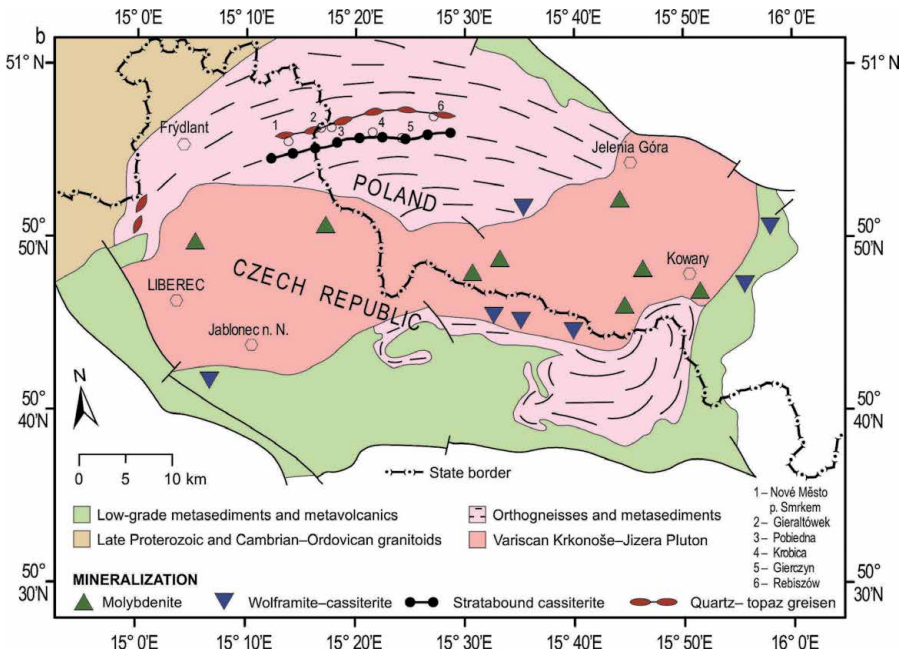 15° 0'E 15° 5'E 15° 10'E 15° 20'E 15° 30'E 15° 40'E 15° 50'E 16° 0'E
b
51° N
51° N
Frýdlant
1
2
3
4
5
6
Jelenia Góra
POLAND
50°
50'N
50°
50'N
CZECH REPUBLIC
Kowary
LIBEREC
Jablonec n. N.
N
50°
40'N
50°
40'N
0 5 10 km
State border
Low-grade metasediments and metavolcanics
Orthogneisses and metasediments
Late Proterozoic and Cambrian–Ordovican granitoids
Variscan Krkonoše–Jizera Pluton
1 – Nové Město
p. Smrkem
2 – Gieraltówek
3 – Pobiedna
4 – Krobica
5 – Gierczyn
6 – Rebiszów
50°
30'N
50°
30'N
MINERALIZATION
Molybdenite Wolframite–cassiterite Stratabound cassiterite Quartz– topaz greisen
15° 0'E 15° 5'E 15° 10'E 15° 20'E 15° 30'E 15° 40'E 15° 50'E 16° 0'E